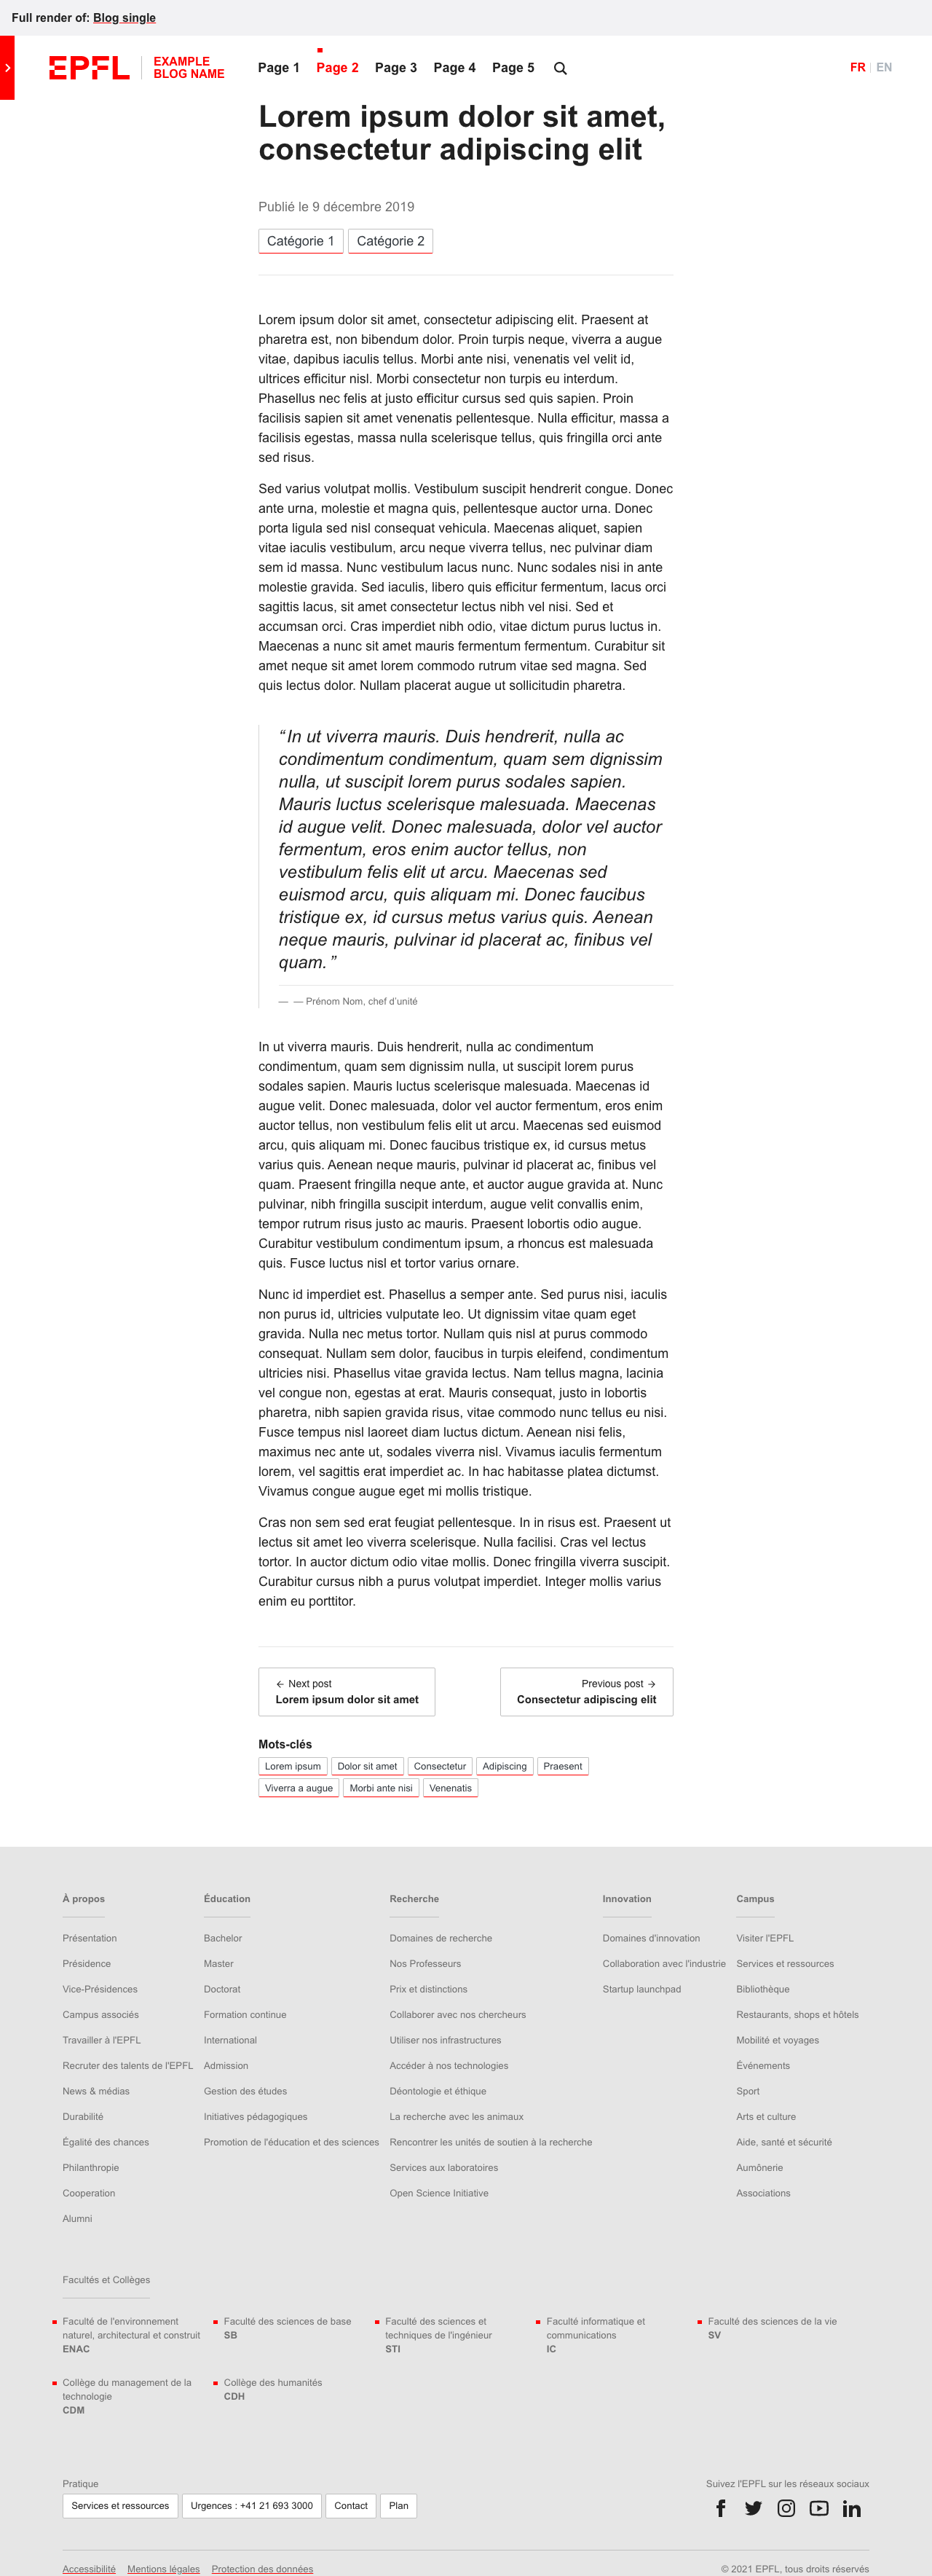 Full render of: Blog single
EPFL
EXAMPLE
BLOG NAME
Page 1 Page 2 Page 3 Page 4 Page 5
FR EN
Lorem ipsum dolor sit amet,
consectetur adipiscing elit
Publié le 9 décembre 2019
Catégorie 1 Catégorie 2
Lorem ipsum dolor sit amet, consectetur adipiscing elit. Praesent at
pharetra est, non bibendum dolor. Proin turpis neque, viverra a augue
vitae, dapibus iaculis tellus. Morbi ante nisi, venenatis vel velit id,
ultrices efficitur nisl. Morbi consectetur non turpis eu interdum.
Phasellus nec felis at justo efficitur cursus sed quis sapien. Proin
facilisis sapien sit amet venenatis pellentesque. Nulla efficitur, massa a
facilisis egestas, massa nulla scelerisque tellus, quis fringilla orci ante
sed risus.
Sed varius volutpat mollis. Vestibulum suscipit hendrerit congue. Donec
ante urna, molestie et magna quis, pellentesque auctor urna. Donec
porta ligula sed nisl consequat vehicula. Maecenas aliquet, sapien
vitae iaculis vestibulum, arcu neque viverra tellus, nec pulvinar diam
sem id massa. Nunc vestibulum lacus nunc. Nunc sodales nisi in ante
molestie gravida. Sed iaculis, libero quis efficitur fermentum, lacus orci
sagittis lacus, sit amet consectetur lectus nibh vel nisi. Sed et
accumsan orci. Cras imperdiet nibh odio, vitae dictum purus luctus in.
Maecenas a nunc sit amet mauris fermentum fermentum. Curabitur sit
amet neque sit amet lorem commodo rutrum vitae sed magna. Sed
quis lectus dolor. Nullam placerat augue ut sollicitudin pharetra.
“In ut viverra mauris. Duis hendrerit, nulla ac
condimentum condimentum, quam sem dignissim
nulla, ut suscipit lorem purus sodales sapien.
Mauris luctus scelerisque malesuada. Maecenas
id augue velit. Donec malesuada, dolor vel auctor
fermentum, eros enim auctor tellus, non
vestibulum felis elit ut arcu. Maecenas sed
euismod arcu, quis aliquam mi. Donec faucibus
tristique ex, id cursus metus varius quis. Aenean
neque mauris, pulvinar id placerat ac, finibus vel
quam.”
— — Prénom Nom, chef d’unité
In ut viverra mauris. Duis hendrerit, nulla ac condimentum
condimentum, quam sem dignissim nulla, ut suscipit lorem purus
sodales sapien. Mauris luctus scelerisque malesuada. Maecenas id
augue velit. Donec malesuada, dolor vel auctor fermentum, eros enim
auctor tellus, non vestibulum felis elit ut arcu. Maecenas sed euismod
arcu, quis aliquam mi. Donec faucibus tristique ex, id cursus metus
varius quis. Aenean neque mauris, pulvinar id placerat ac, finibus vel
quam. Praesent fringilla neque ante, et auctor augue gravida at. Nunc
pulvinar, nibh fringilla suscipit interdum, augue velit convallis enim,
tempor rutrum risus justo ac mauris. Praesent lobortis odio augue.
Curabitur vestibulum condimentum ipsum, a rhoncus est malesuada
quis. Fusce luctus nisl et tortor varius ornare.
Nunc id imperdiet est. Phasellus a semper ante. Sed purus nisi, iaculis
non purus id, ultricies vulputate leo. Ut dignissim vitae quam eget
gravida. Nulla nec metus tortor. Nullam quis nisl at purus commodo
consequat. Nullam sem dolor, faucibus in turpis eleifend, condimentum
ultricies nisi. Phasellus vitae gravida lectus. Nam tellus magna, lacinia
vel congue non, egestas at erat. Mauris consequat, justo in lobortis
pharetra, nibh sapien gravida risus, vitae commodo nunc tellus eu nisi.
Fusce tempus nisl laoreet diam luctus dictum. Aenean nisi felis,
maximus nec ante ut, sodales viverra nisl. Vivamus iaculis fermentum
lorem, vel sagittis erat imperdiet ac. In hac habitasse platea dictumst.
Vivamus congue augue eget mi mollis tristique.
Cras non sem sed erat feugiat pellentesque. In in risus est. Praesent ut
lectus sit amet leo viverra scelerisque. Nulla facilisi. Cras vel lectus
tortor. In auctor dictum odio vitae mollis. Donec fringilla viverra suscipit.
Curabitur cursus nibh a purus volutpat imperdiet. Integer mollis varius
enim eu porttitor.
← Next post
Lorem ipsum dolor sit amet
Previous post →
Consectetur adipiscing elit
Mots-clés
Lorem ipsum Dolor sit amet Consectetur Adipiscing Praesent
Viverra a augue Morbi ante nisi Venenatis
À propos
Présentation
Présidence
Vice-Présidences
Campus associés
Travailler à l'EPFL
Recruter des talents de l'EPFL
News & médias
Durabilité
Égalité des chances
Philanthropie
Cooperation
Alumni
Éducation
Bachelor
Master
Doctorat
Formation continue
International
Admission
Gestion des études
Initiatives pédagogiques
Promotion de l'éducation et des sciences
Recherche
Domaines de recherche
Nos Professeurs
Prix et distinctions
Collaborer avec nos chercheurs
Utiliser nos infrastructures
Accéder à nos technologies
Déontologie et éthique
La recherche avec les animaux
Rencontrer les unités de soutien à la recherche
Services aux laboratoires
Open Science Initiative
Innovation
Domaines d'innovation
Collaboration avec l'industrie
Startup launchpad
Campus
Visiter l'EPFL
Services et ressources
Bibliothèque
Restaurants, shops et hôtels
Mobilité et voyages
Événements
Sport
Arts et culture
Aide, santé et sécurité
Aumônerie
Associations
Facultés et Collèges
Faculté de l'environnement
naturel, architectural et construit
ENAC
Faculté des sciences de base
SB
Faculté des sciences et
techniques de l'ingénieur
STI
Faculté informatique et
communications
IC
Faculté des sciences de la vie
SV
Collège du management de la
technologie
CDM
Collège des humanités
CDH
Pratique
Services et ressources Urgences : +41 21 693 3000 Contact Plan
Suivez l'EPFL sur les réseaux sociaux
Accessibilité Mentions légales Protection des données
© 2021 EPFL, tous droits réservés